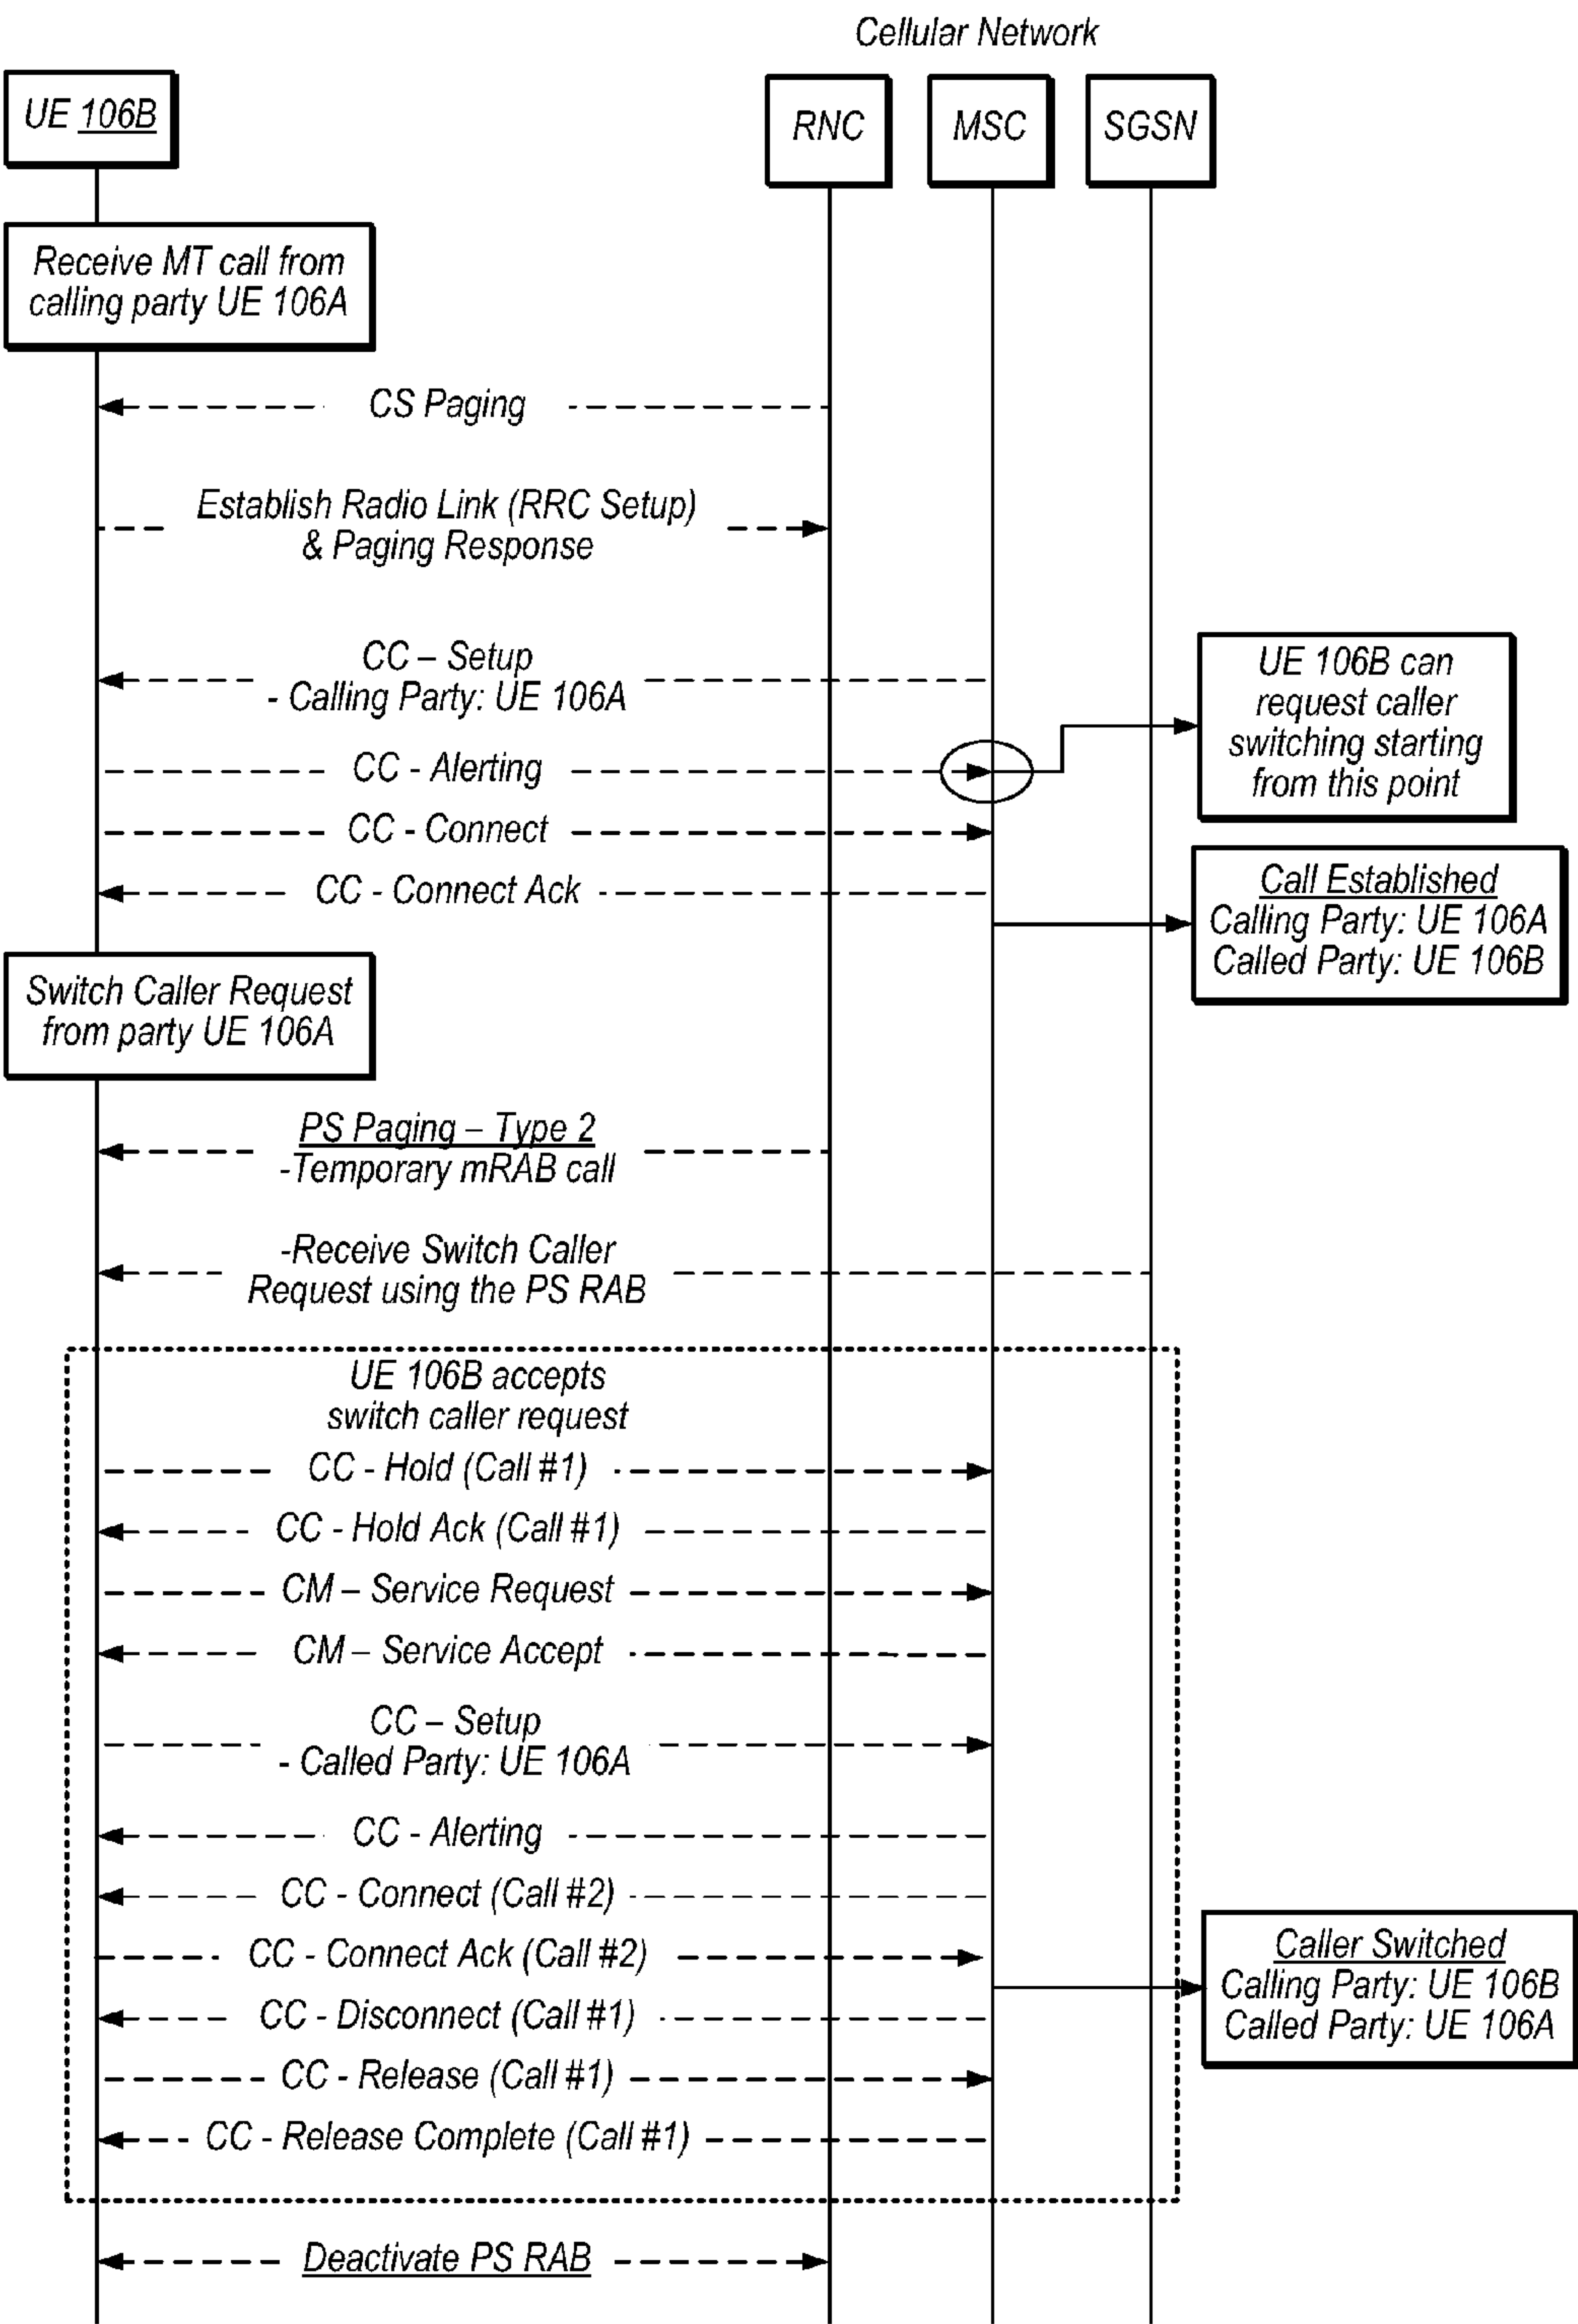 Cellular Network
UE 106B
RNC
MSC
SGSN
Receive MT call from
calling party UE 106A
CS Paging
Establish Radio Link (RRC Setup)
& Paging Response
CC – Setup
- Calling Party: UE 106A
UE 106B can
request caller
switching starting
from this point
CC - Alerting
CC - Connect
CC - Connect Ack
Call Established
Calling Party: UE 106A
Called Party: UE 106B
Switch Caller Request
from party UE 106A
PS Paging – Type 2
-Temporary mRAB call
-Receive Switch Caller
Request using the PS RAB
UE 106B accepts
switch caller request
CC - Hold (Call #1)
CC - Hold Ack (Call #1)
CM – Service Request
CM – Service Accept
CC – Setup
- Called Party: UE 106A
CC - Alerting
CC - Connect (Call #2)
CC - Connect Ack (Call #2)
Caller Switched
Calling Party: UE 106B
Called Party: UE 106A
CC - Disconnect (Call #1)
CC - Release (Call #1)
CC - Release Complete (Call #1)
Deactivate PS RAB